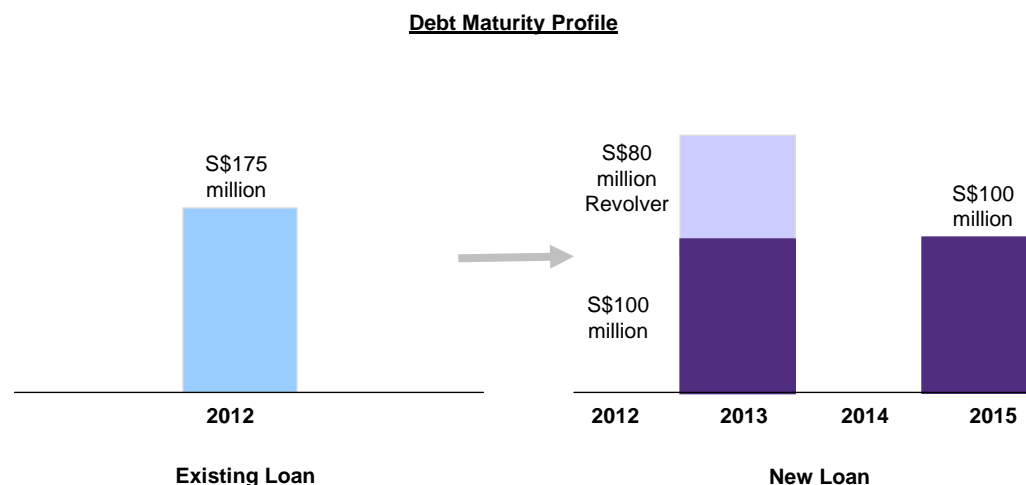 Debt Maturity Profile
S$175
million
2012
Existing Loan
S$80
million
Revolver
S$100
million
S$100
million
2012
2013
2014
2015
New Loan